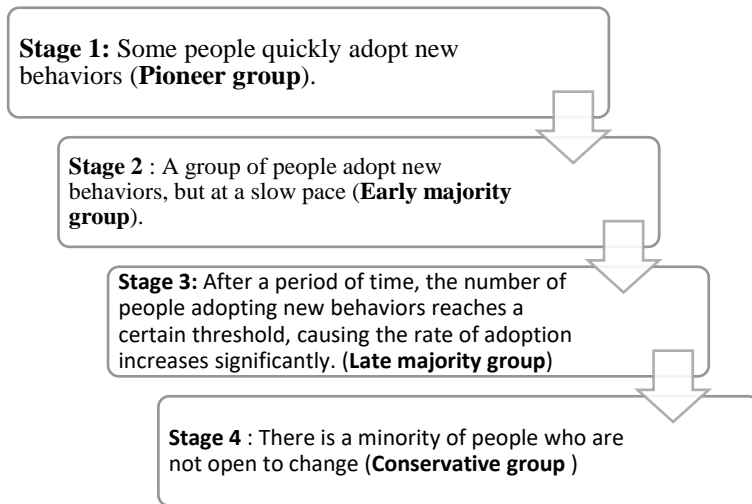 Stage 1: Some people quickly adopt new
behaviors (Pioneer group).
Stage 2 : A group of people adopt new
behaviors, but at a slow pace (Early majority
group).
Stage 3: After a period of time, the number of
people adopting new behaviors reaches a
certain threshold, causing the rate of adoption
increases significantly. (Late majority group)
Stage 4 : There is a minority of people who are
not open to change (Conservative group )